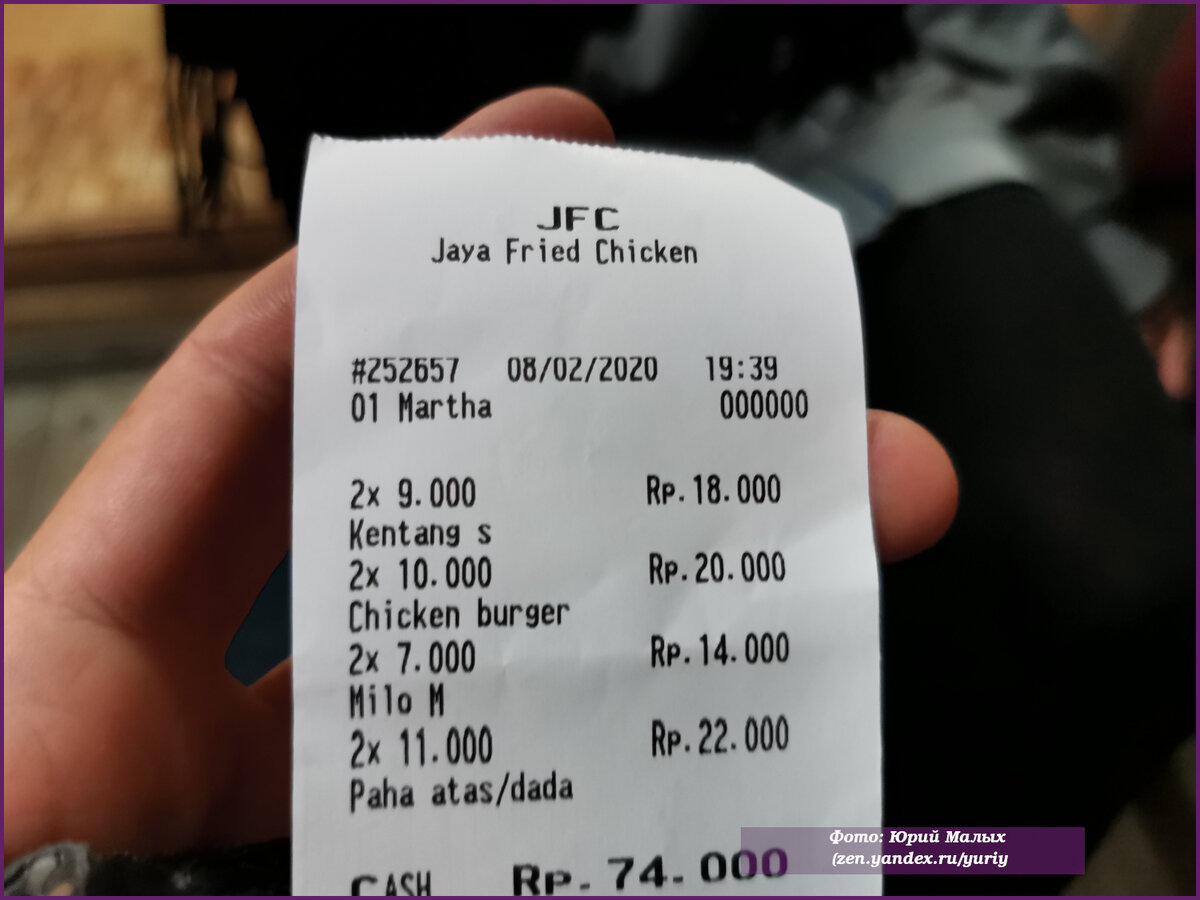 JFC
Jaya Fried Chicken
#252657 08/02/2020 19:39
01 Martha 000000
2x 9.000 Rp.18.000
Kentang s
2x 10.000 Rp.20.000
Chicken burger
2x 7.000 Rp.14.000
Milo M
2x 11.000 Rp.22.000
Paha atas/dada
CASH Rp. 74.000
Фото: Юрий Малых
(zen.yandex.ru/yuriy